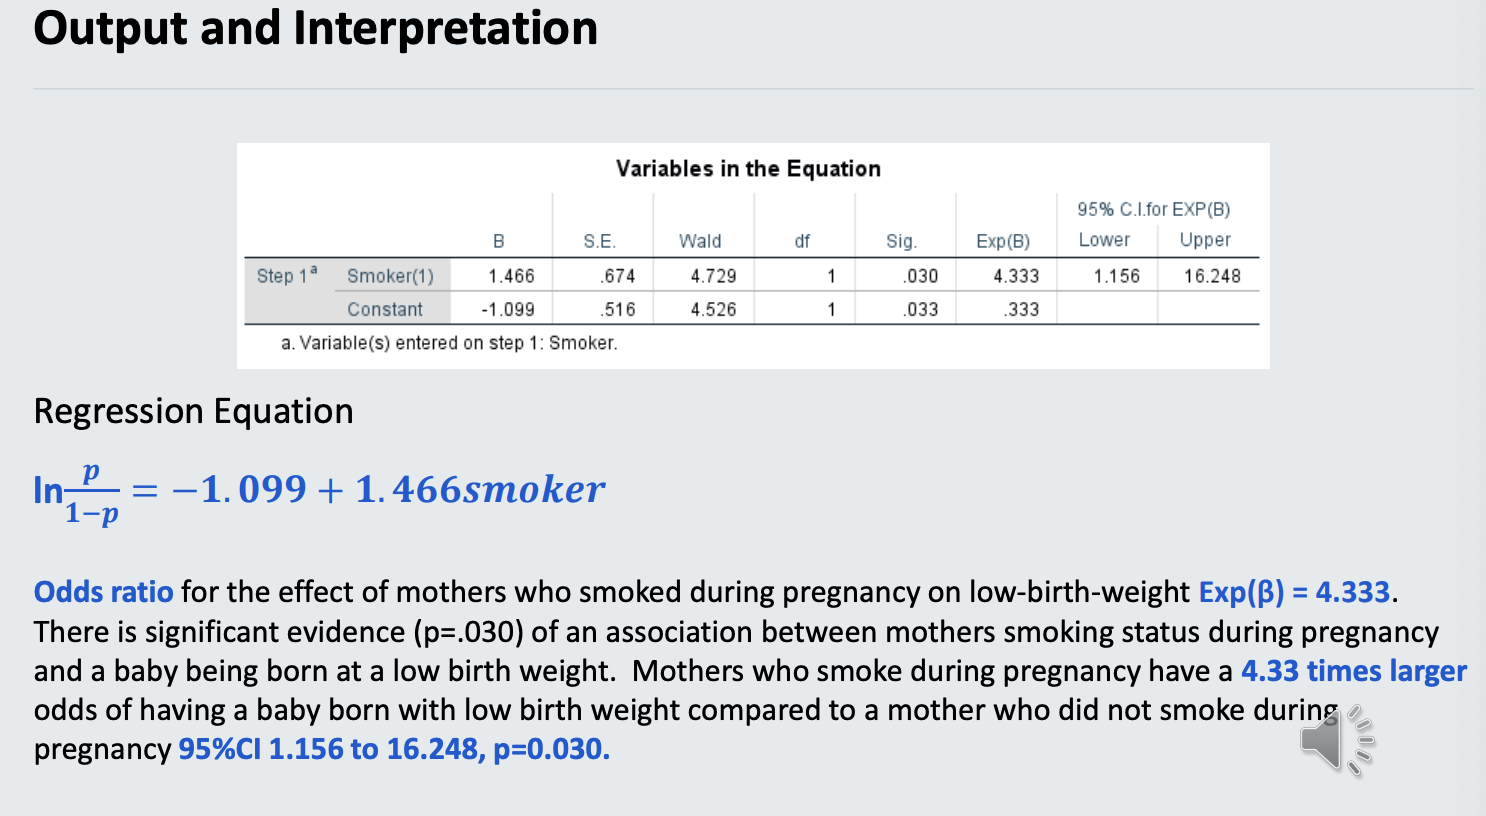 Output and Interpretation
Variables in the Equation
95% C.I.for EXP(B)
B S.E. Wald df Sig. Exp(B) Lower Upper
Step 1ª Smoker(1) 1.466 .674 4.729 1 .030 4.333 1.156 16.248
Constant -1.099 .516 4.526 1 .033 .333
a. Variable(s) entered on step 1: Smoker.
Regression Equation
ln p/1−p = −1.099 + 1.466smoker
Odds ratio for the effect of mothers who smoked during pregnancy on low-birth-weight Exp(β) = 4.333.
There is significant evidence (p=.030) of an association between mothers smoking status during pregnancy
and a baby being born at a low birth weight. Mothers who smoke during pregnancy have a 4.33 times larger
odds of having a baby born with low birth weight compared to a mother who did not smoke during
pregnancy 95%CI 1.156 to 16.248, p=0.030.